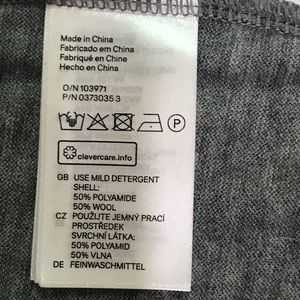 Made in China
Fabricado em China
Fabriqué en Chine
Hecho en China
O/N 103971
P/N 0373035 3
P
clevercare.info
GB USE MILD DETERGENT
SHELL:
50% POLYAMIDE
50% WOOL
CZ POUŽIJTE JEMNÝ PRACÍ
PROSTŘEDEK
SVRCHNÍ LÁTKA:
50% POLYAMID
50% VLNA
DE FEINWASCHMITTEL